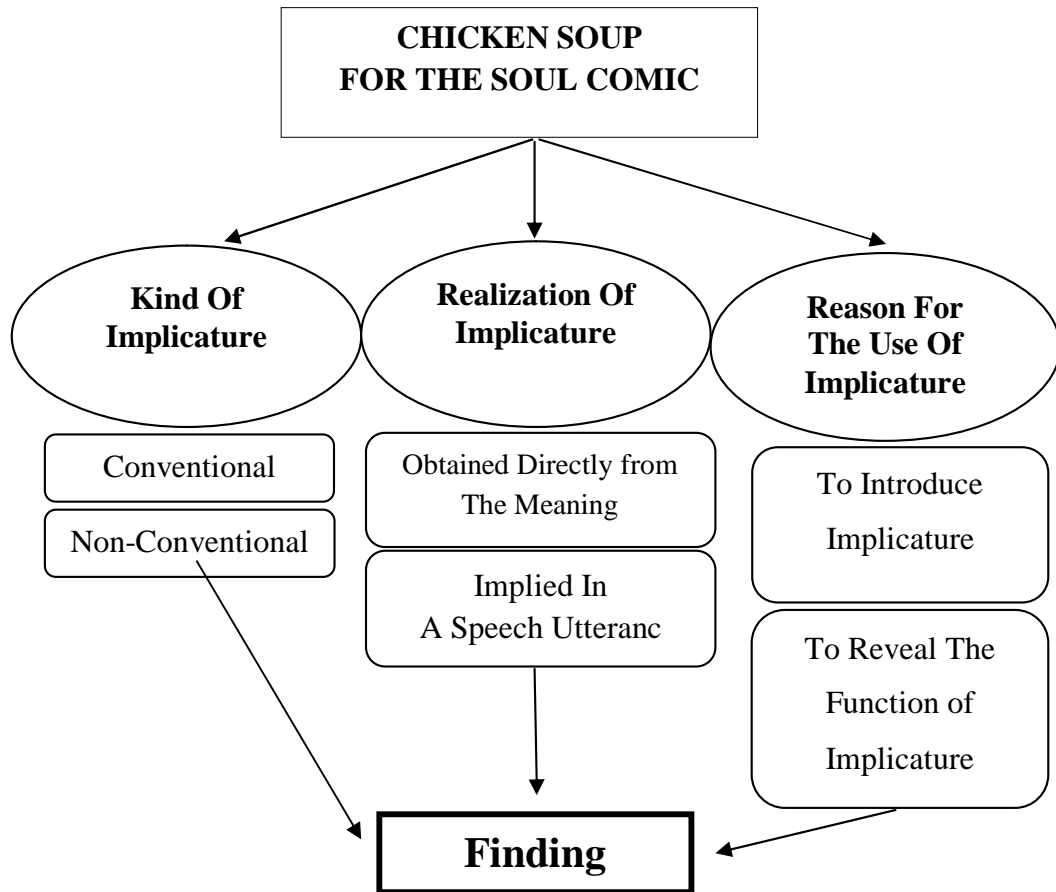 CHICKEN SOUP
FOR THE SOUL COMIC
Kind Of
Implicature
Realization Of
Implicature
Reason For
The Use Of
Implicature
Conventional
Non-Conventional
Obtained Directly from
The Meaning
Implied In
A Speech Utteranc
To Introduce
Implicature
To Reveal The
Function of
Implicature
Finding